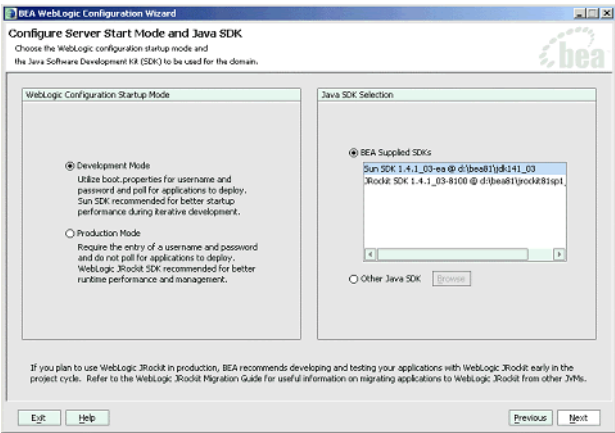 BEA WebLogic Configuration Wizard
Configure Server Start Mode and Java SDK
Choose the WebLogic configuration startup mode and
the Java Software Development Kit (SDK) to be used for the domain.
bea
WebLogic Configuration Startup Mode
Development Mode
Utilize boot.properties for username and
password and poll for applications to deploy.
Sun SDK recommended for better startup
performance during iterative development.
Production Mode
Require the entry of a username and password
and do not poll for applications to deploy.
WebLogic JRockit SDK recommended for better
runtime performance and management.
Java SDK Selection
BEA Supplied SDKs
Sun SDK 1.4.1_03-ea @ d:\bea81\jdk141_03
JRockit SDK 1.4.1_03-8100 @ d:\bea81\jrockit81sp1_
Other Java SDK Browse
If you plan to use WebLogic JRockit in production, BEA recommends developing and testing your applications with WebLogic JRockit early in the
project cycle. Refer to the WebLogic JRockit Migration Guide for useful information on migrating applications to WebLogic JRockit from other JVMs.
Exit Help Previous Next